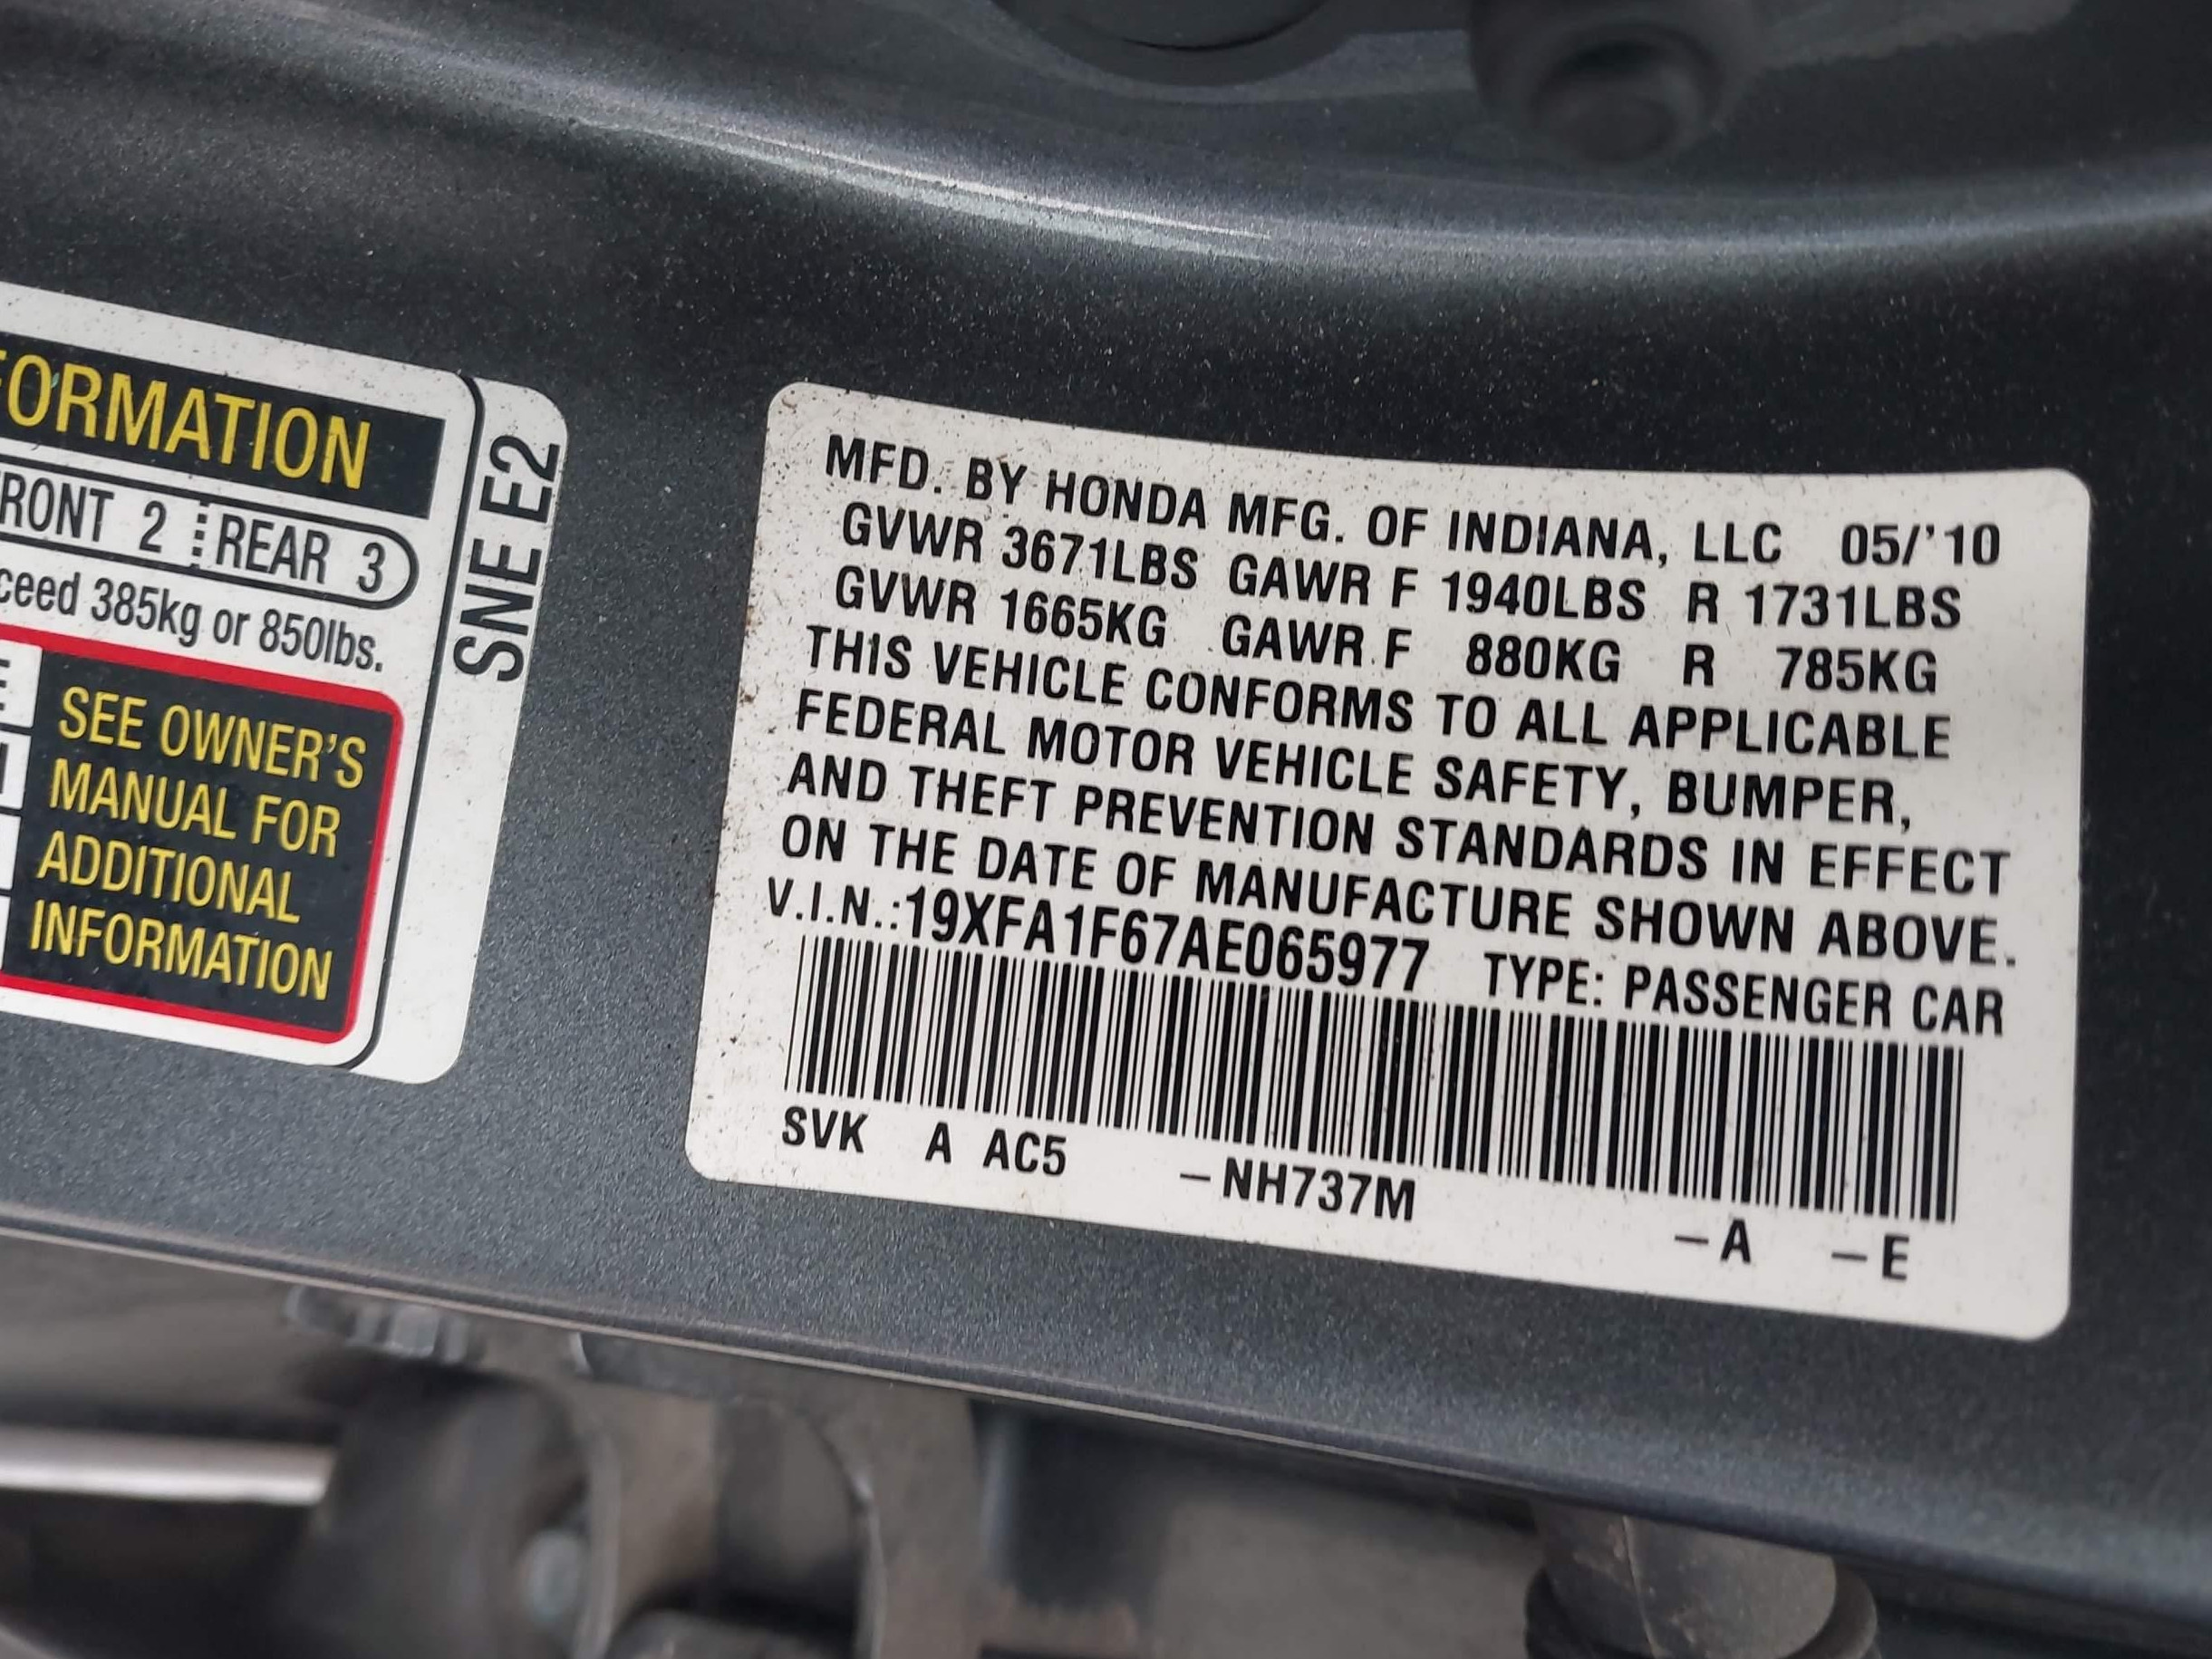 FORMATION
FRONT 2 REAR 3
ceed 385kg or 850lbs.
SEE OWNER'S
MANUAL FOR
ADDITIONAL
INFORMATION
SNE E2
MFD. BY HONDA MFG. OF INDIANA, LLC 05/'10
GVWR 3671LBS GAWR F 1940LBS R 1731LBS
GVWR 1665KG GAWR F 880KG R 785KG
THIS VEHICLE CONFORMS TO ALL APPLICABLE
FEDERAL MOTOR VEHICLE SAFETY, BUMPER,
AND THEFT PREVENTION STANDARDS IN EFFECT
ON THE DATE OF MANUFACTURE SHOWN ABOVE.
V.I.N.:19XFA1F67AE065977 TYPE: PASSENGER CAR
SVK A AC5 –NH737M –A –E